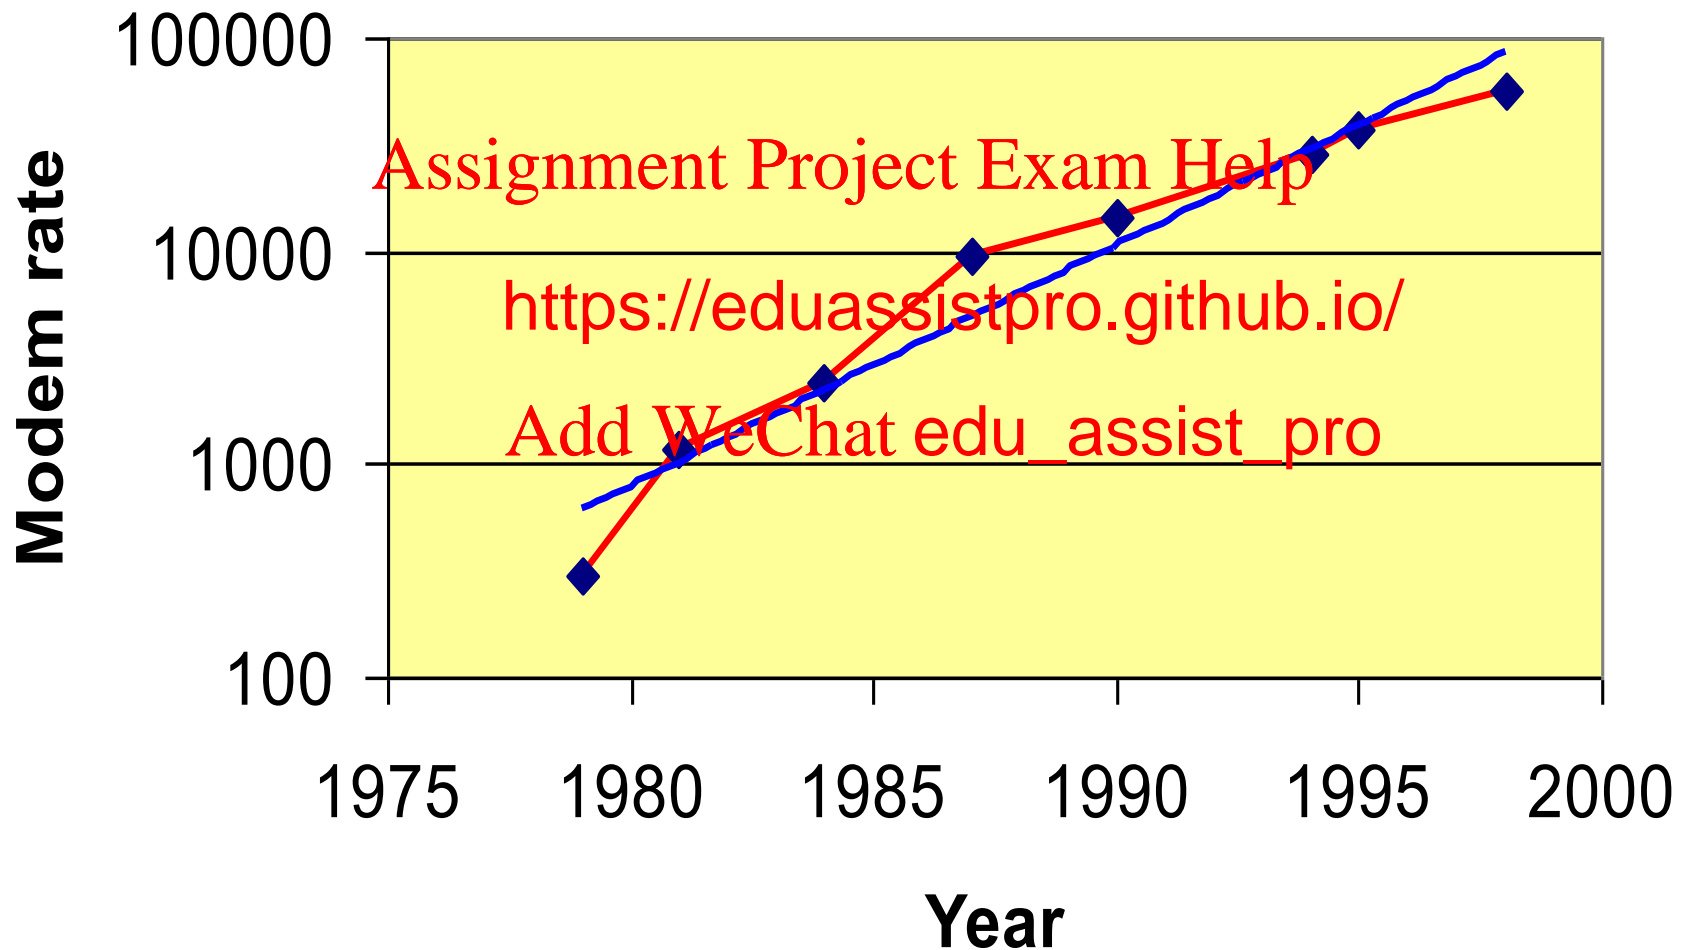 100000
Assignment Project Exam Help
Modem rate
10000
https://eduassistpro.github.io/
Add WeChat edu_assist_pro
1000
100
1975 1980 1985 1990 1995 2000
Year